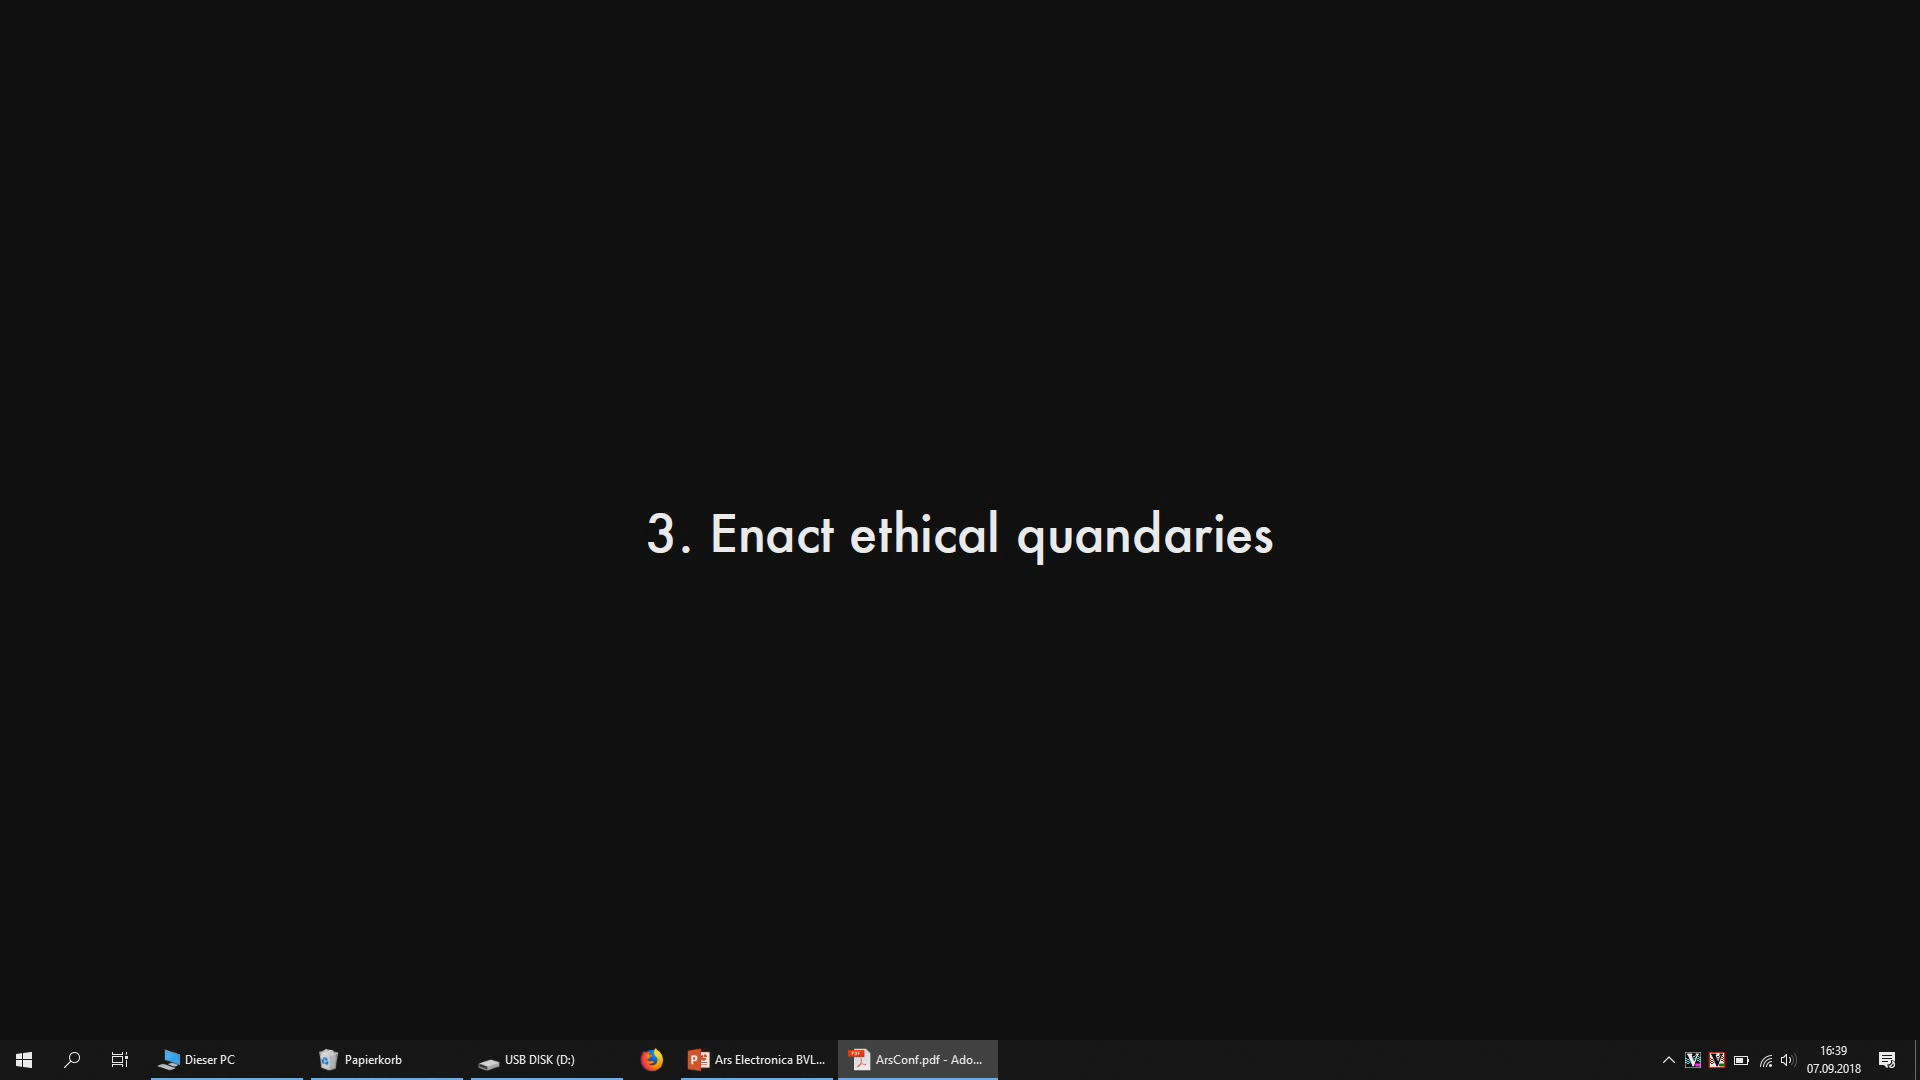 3. Enact ethical quandaries
Dieser PC
Papierkorb
USB DISK (D:)
Ars Electronica BVL...
ArsConf.pdf - Ado...
16:39
07.09.2018